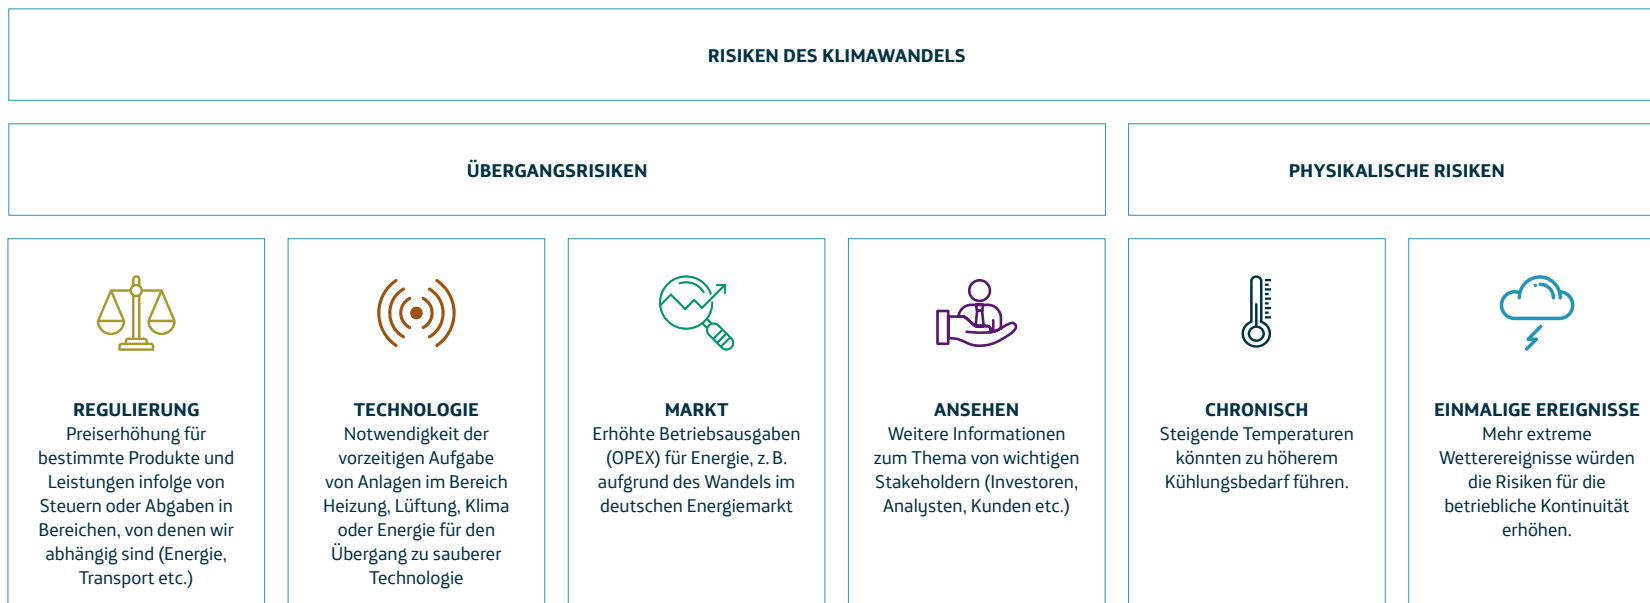 RISIKEN DES KLIMAWANDELS
ÜBERGANGSRISIKEN
PHYSIKALISCHE RISIKEN
REGULIERUNG
Preiserhöhung für
bestimmte Produkte und
Leistungen infolge von
Steuern oder Abgaben in
Bereichen, von denen wir
abhängig sind (Energie,
Transport etc.)
TECHNOLOGIE
Notwendigkeit der
vorzeitigen Aufgabe
von Anlagen im Bereich
Heizung, Lüftung, Klima
oder Energie für den
Übergang zu sauberer
Technologie
MARKT
Erhöhte Betriebsausgaben
(OPEX) für Energie, z. B.
aufgrund des Wandels im
deutschen Energiemarkt
ANSEHEN
Weitere Informationen
zum Thema von wichtigen
Stakeholdern (Investoren,
Analysten, Kunden etc.)
CHRONISCH
Steigende Temperaturen
könnten zu höherem
Kühlungsbedarf führen.
EINMALIGE EREIGNISSE
Mehr extreme
Wetterereignisse würden
die Risiken für die
betriebliche Kontinuität
erhöhen.